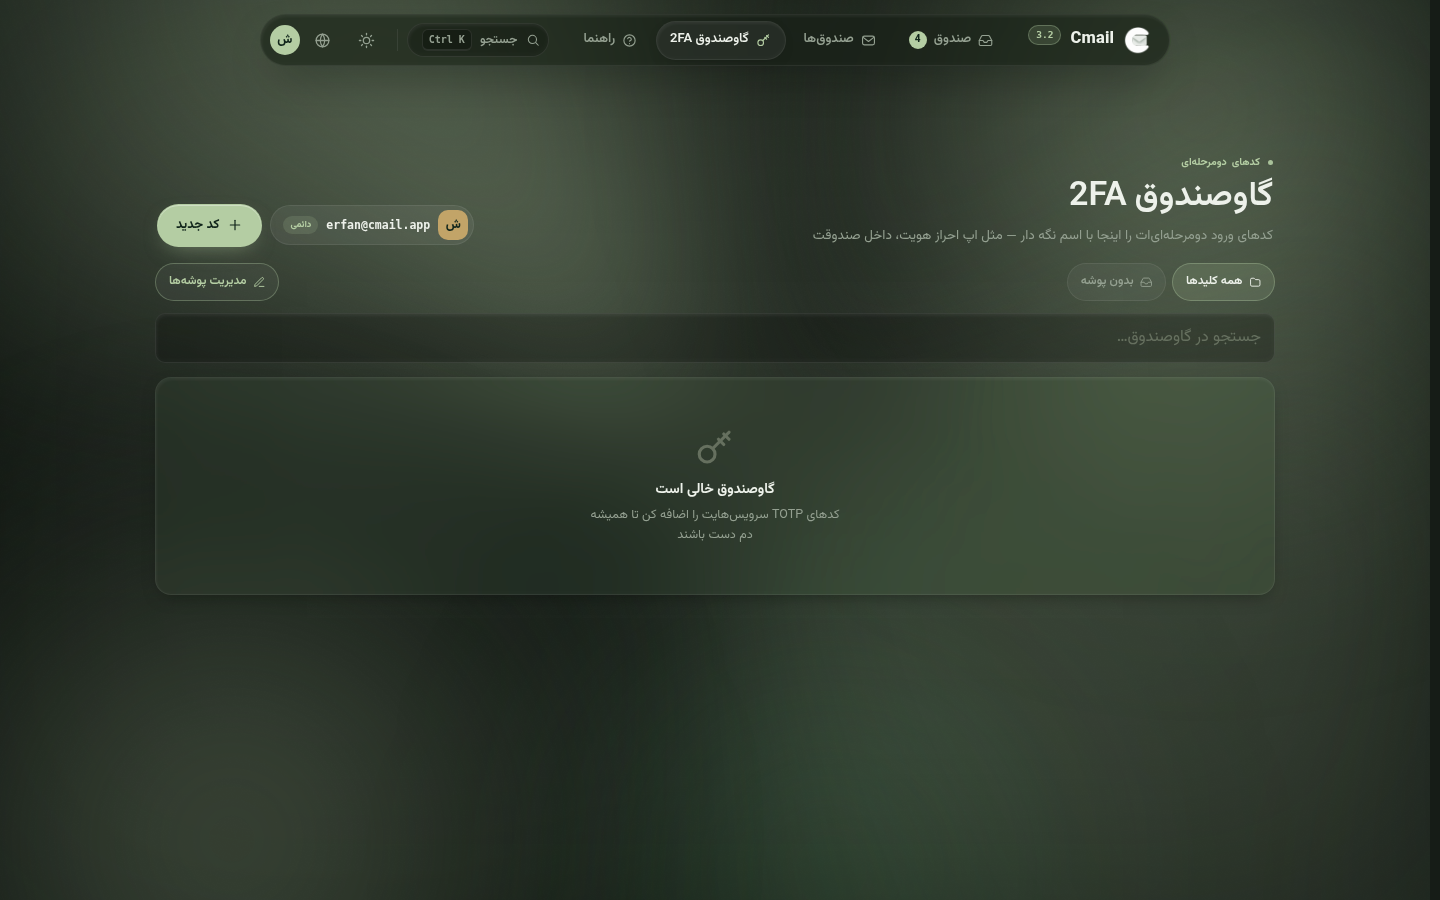 Cmail 3.2
صندوق 4
صندوق‌ها
گاوصندوق 2FA
راهنما
جستجو Ctrl K
ش
کدهای دومرحله‌ای
گاوصندوق 2FA
کدهای ورود دومرحله‌ای‌ات را اینجا با اسم نگه دار — مثل اپ احراز هویت، داخل صندوقت
ش erfan@cmail.app دائمی
کد جدید
همه کلیدها
بدون پوشه
مدیریت پوشه‌ها
جستجو در گاوصندوق…
گاوصندوق خالی است
کدهای TOTP سرویس‌هایت را اضافه کن تا همیشه
دم دست باشند